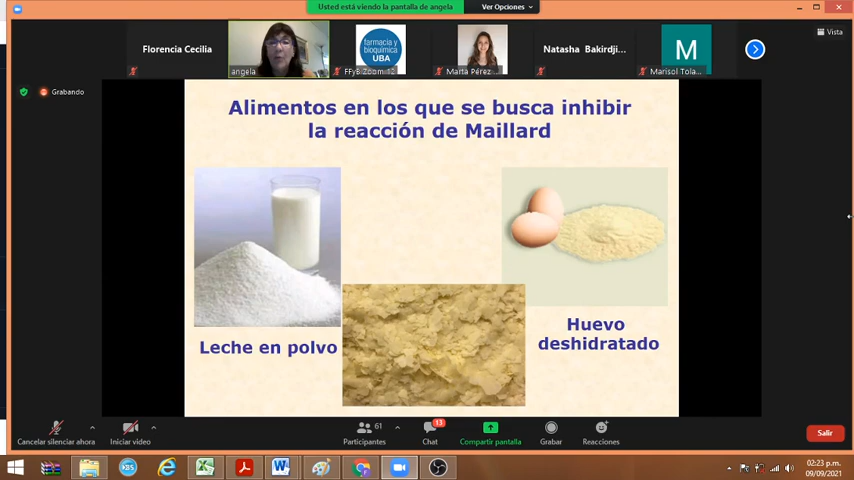 Usted está viendo la pantalla de angela
Ver Opciones
Vista
Florencia Cecilia
angela
farmacia y
bioquímica
UBA
FFyB Zoom 12
Marta Pérez...
Natasha Bakirdji...
M
Marisol Tola...
Grabando
Alimentos en los que se busca inhibir
la reacción de Maillard
Leche en polvo
Huevo
deshidratado
Cancelar silenciar ahora
Iniciar video
61
Participantes
13
Chat
Compartir pantalla
Grabar
Reacciones
Salir
02:23 p.m.
09/09/2021